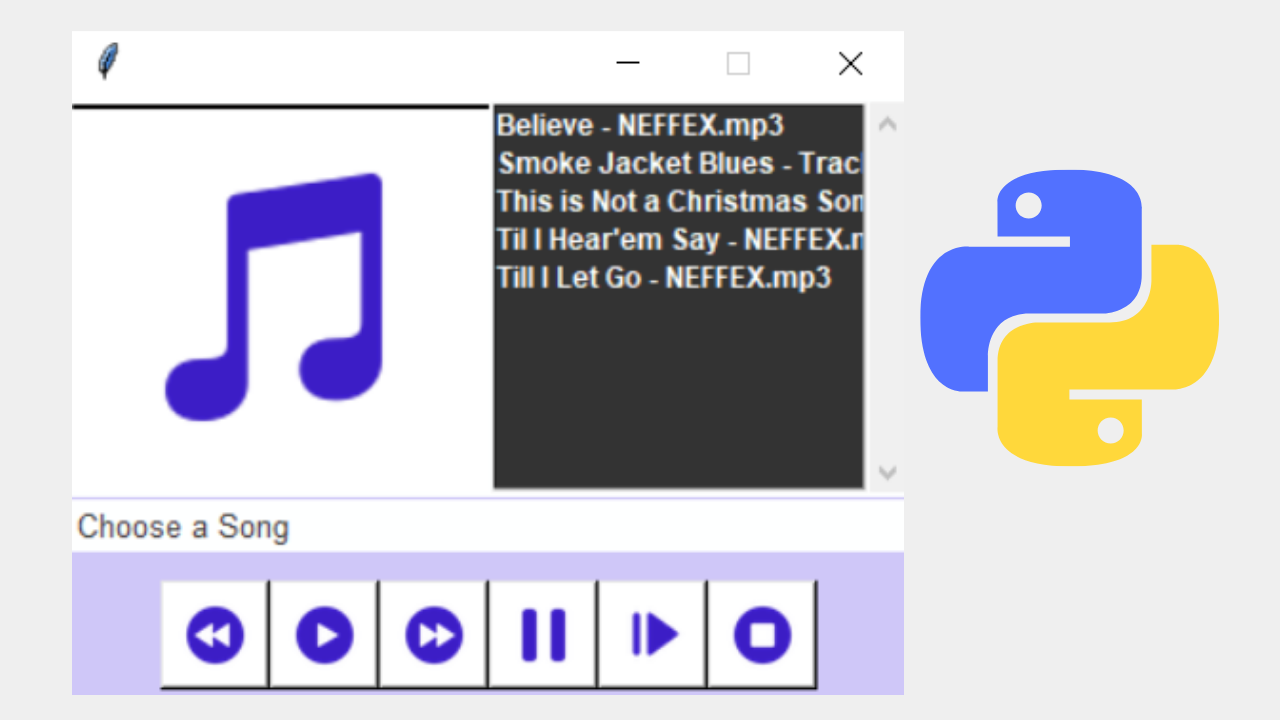 Believe - NEFFEX.mp3
Smoke Jacket Blues - Trac
This is Not a Christmas Son
Til I Hear'em Say - NEFFEX.m
Till I Let Go - NEFFEX.mp3
Choose a Song